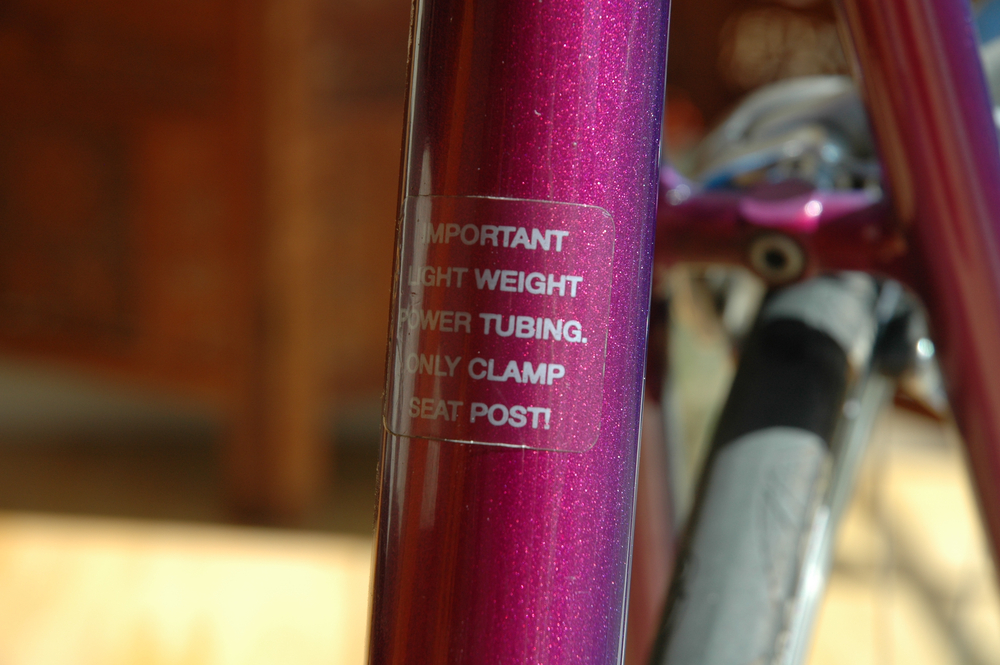 IMPORTANT
LIGHT WEIGHT
POWER TUBING.
ONLY CLAMP
SEAT POST!